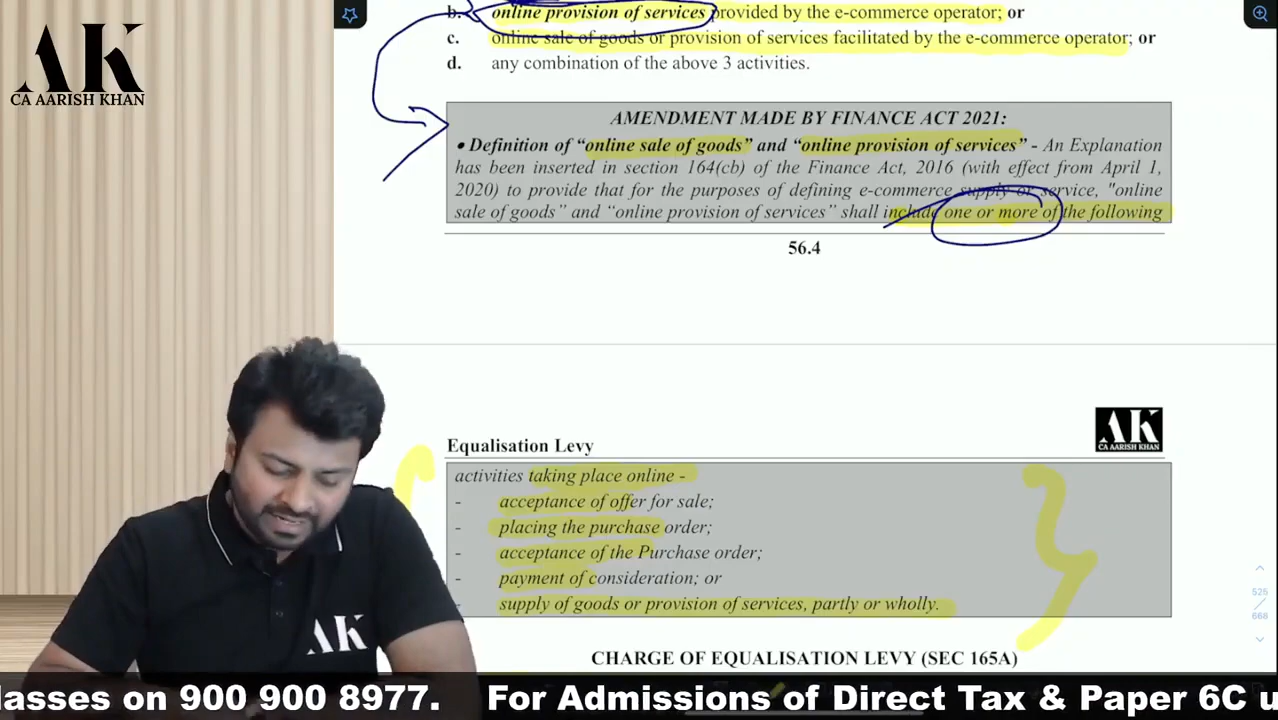 AK
CA AARISH KHAN
b. online provision of services provided by the e-commerce operator; or
c. online sale of goods or provision of services facilitated by the e-commerce operator; or
d. any combination of the above 3 activities.
AMENDMENT MADE BY FINANCE ACT 2021:
• Definition of “online sale of goods” and “online provision of services” - An Explanation
has been inserted in section 164(cb) of the Finance Act, 2016 (with effect from April 1,
2020) to provide that for the purposes of defining e-commerce supply or service, "online
sale of goods” and “online provision of services” shall include one or more of the following
56.4
AK
CA AARISH KHAN
Equalisation Levy
activities taking place online -
- acceptance of offer for sale;
- placing the purchase order;
- acceptance of the Purchase order;
- payment of consideration; or
- supply of goods or provision of services, partly or wholly.
525
/
668
CHARGE OF EQUALISATION LEVY (SEC 165A)
AK
lasses on 900 900 8977. For Admissions of Direct Tax & Paper 6C u